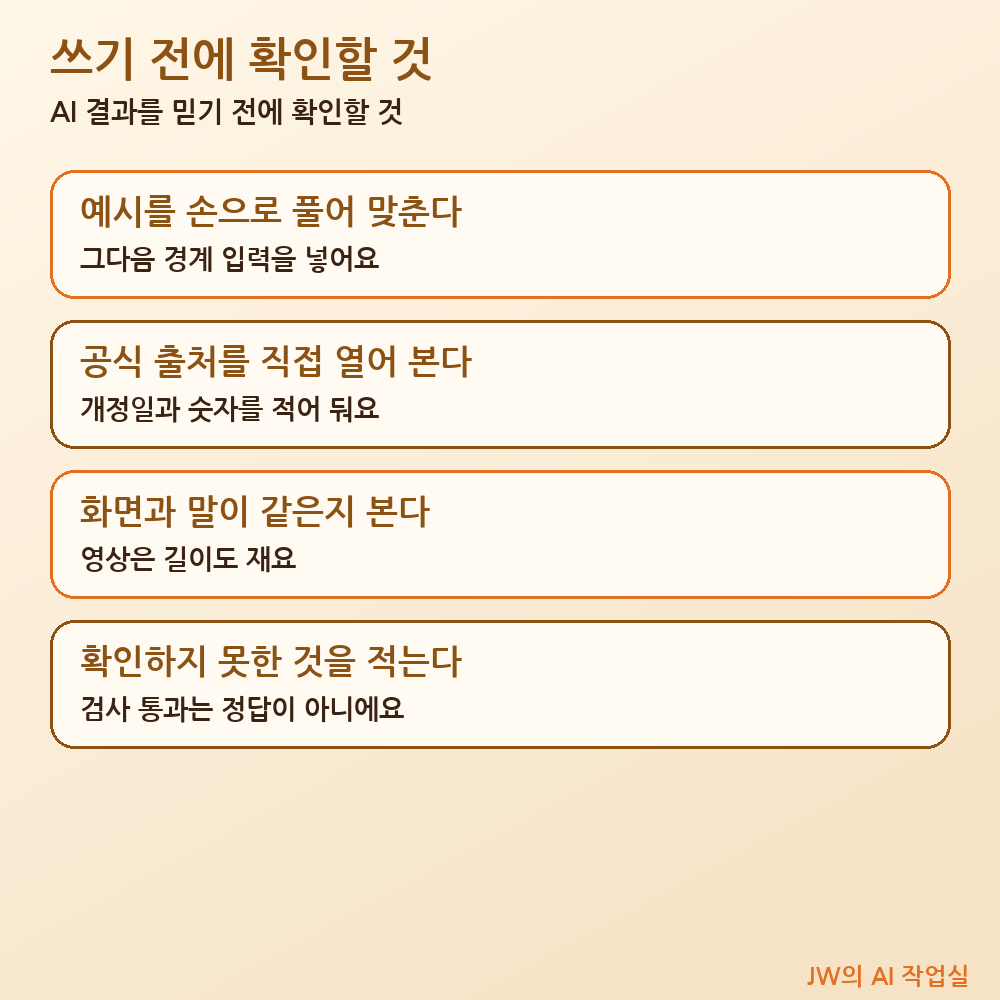 쓰기 전에 확인할 것
AI 결과를 믿기 전에 확인할 것
예시를 손으로 풀어 맞춘다
그다음 경계 입력을 넣어요
공식 출처를 직접 열어 본다
개정일과 숫자를 적어 둬요
화면과 말이 같은지 본다
영상은 길이도 재요
확인하지 못한 것을 적는다
검사 통과는 정답이 아니에요
JW의 AI 작업실